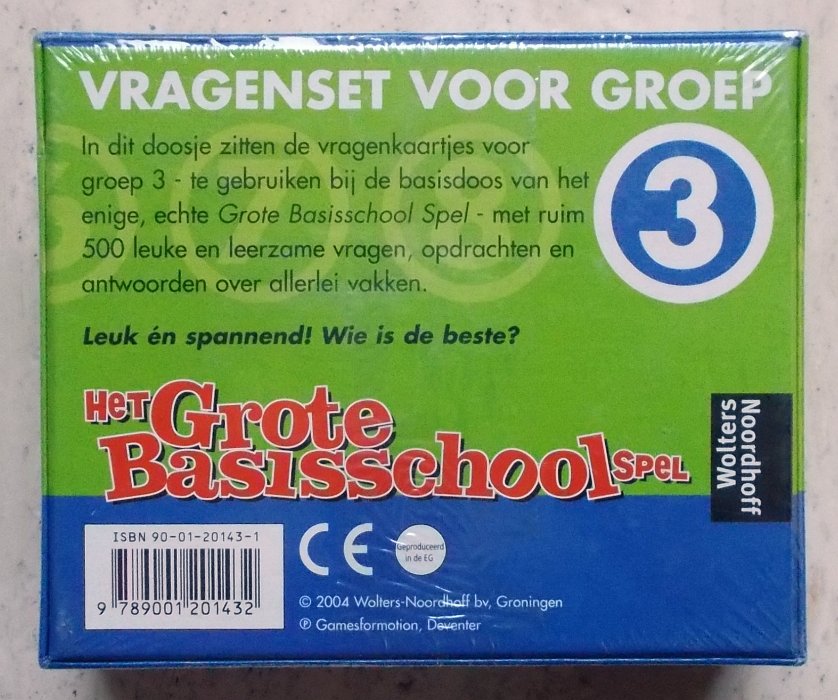 VRAGENSET VOOR GROEP
3
In dit doosje zitten de vragenkaartjes voor
groep 3 - te gebruiken bij de basisdoos van het
enige, echte Grote Basisschool Spel - met ruim
500 leuke en leerzame vragen, opdrachten en
antwoorden over allerlei vakken.
Leuk én spannend! Wie is de beste?
Het Grote
Basisschool Spel
Wolters
Noordhoff
ISBN 90-01-20143-1
9 789001 201432
CE
Geproduceerd
in de EG
© 2004 Wolters-Noordhoff bv, Groningen
℗ Gamesformotion, Deventer